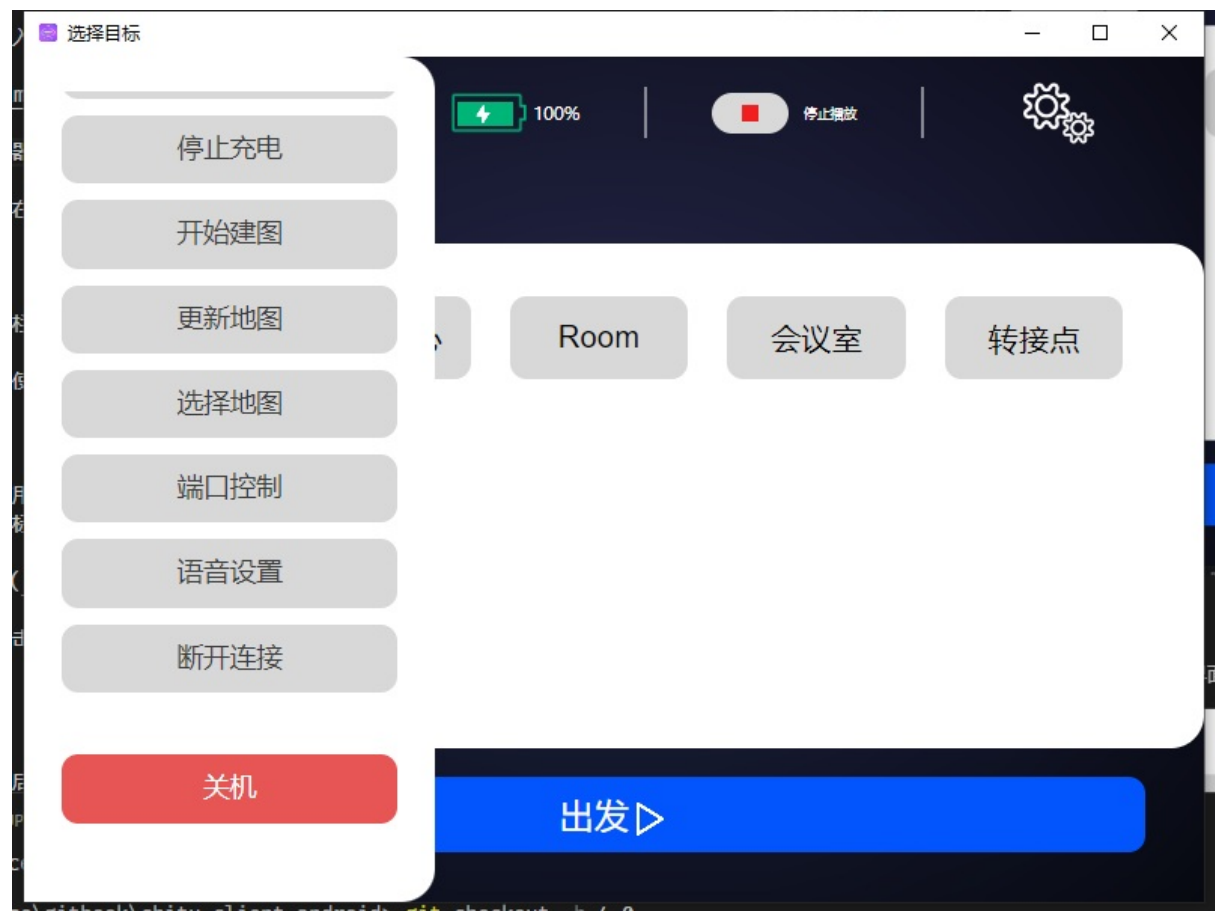 选择目标
100%
停止播放
停止充电
开始建图
更新地图
选择地图
端口控制
语音设置
断开连接
关机
Room
会议室
转接点
出发